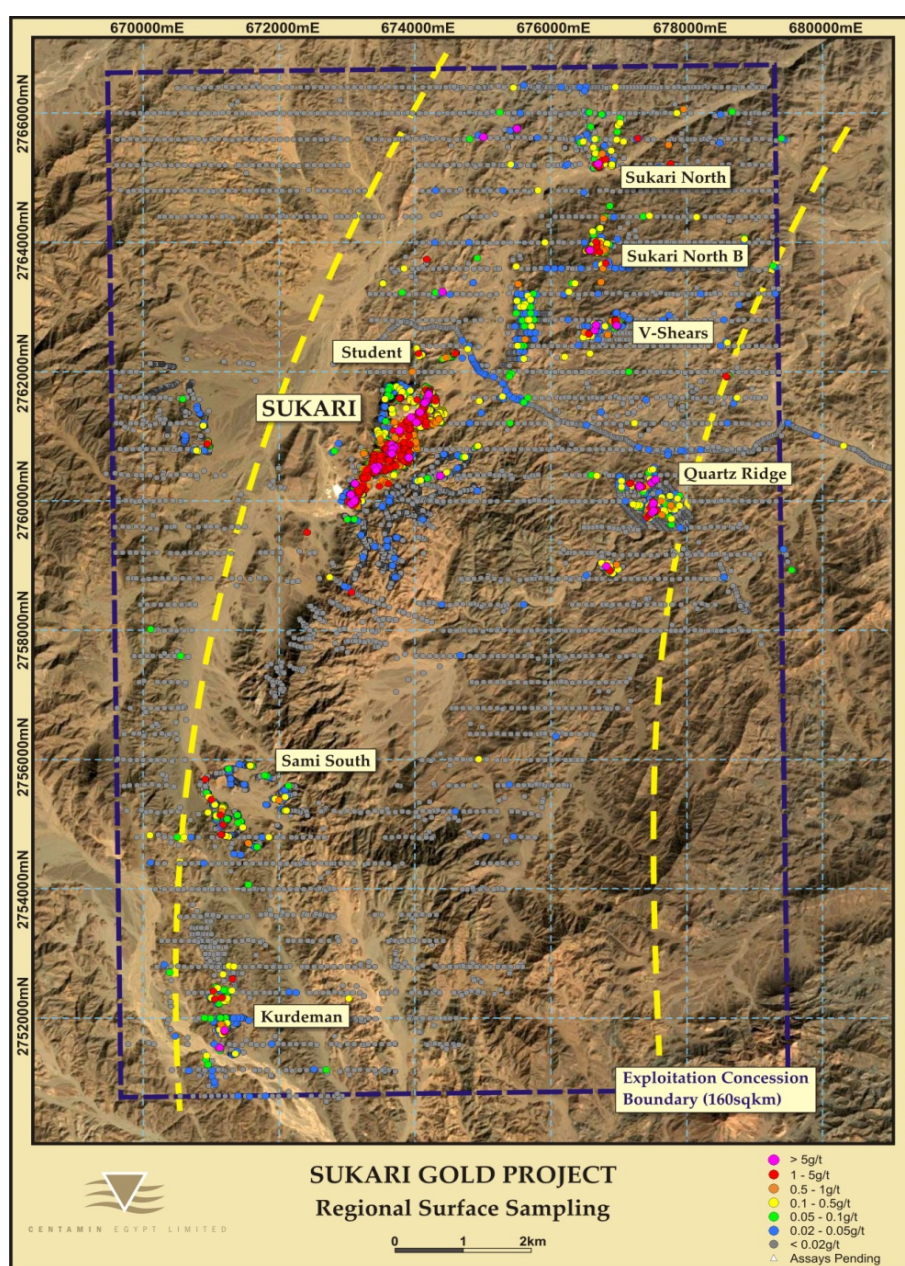 670000mE 672000mE 674000mE 676000mE 678000mE 680000mE
2766000mN
Sukari North
2764000mN
Sukari North B
V-Shears
Student
2762000mN
SUKARI
Quartz Ridge
2760000mN
2758000mN
2756000mN
Sami South
2754000mN
2752000mN
Kurdeman
Exploitation Concession
Boundary (160sqkm)
CENTAMIN EGYPT LIMITED
SUKARI GOLD PROJECT
Regional Surface Sampling
0 1 2km
> 5g/t
1 - 5g/t
0.5 - 1g/t
0.1 - 0.5g/t
0.05 - 0.1g/t
0.02 - 0.05g/t
< 0.02g/t
Assays Pending